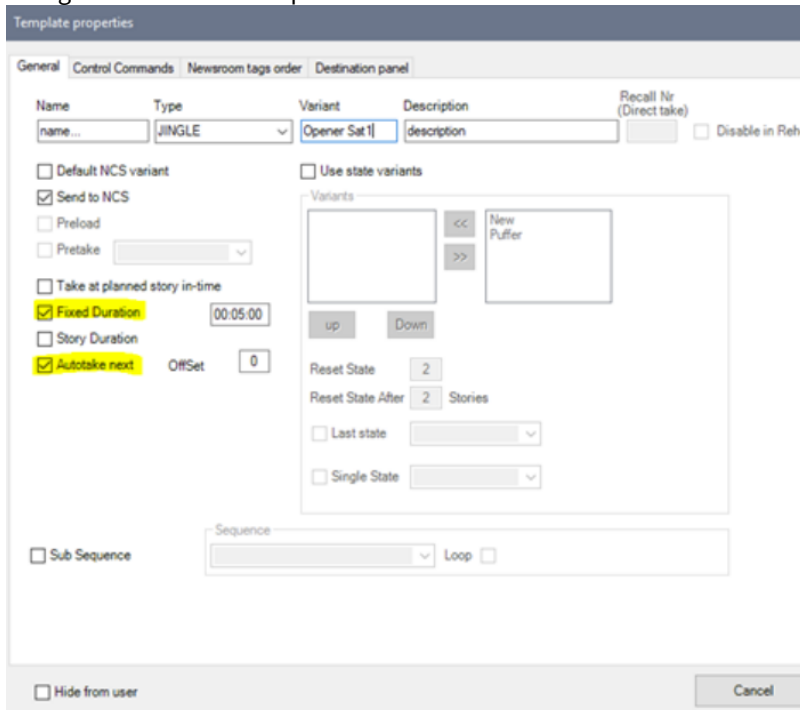 Template properties
General Control Commands Newsroom tags order Destination panel
Name Type Variant Description Recall Nr (Direct take)
name... JINGLE Opener Sat1 description Disable in Reh
Default NCS variant Use state variants
Send to NCS Variants
Preload << New
Pretake >> Puffer
Take at planned story in-time
Fixed Duration 00:05:00 up Down
Story Duration
Autotake next OffSet 0 Reset State 2
Reset State After 2 Stories
Last state
Single State
Sequence
Sub Sequence Loop
Hide from user Cancel